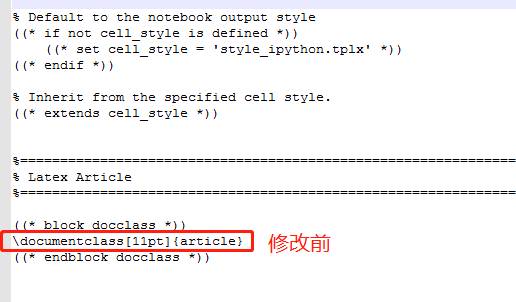 % Default to the notebook output style
((* if not cell_style is defined *))
    ((* set cell_style = 'style_ipython.tplx' *))
((* endif *))
% Inherit from the specified cell style.
((* extends cell_style *))
%===============================================================
% Latex Article
%===============================================================
((* block docclass *))
\documentclass[11pt]{article} 修改前
((* endblock docclass *))